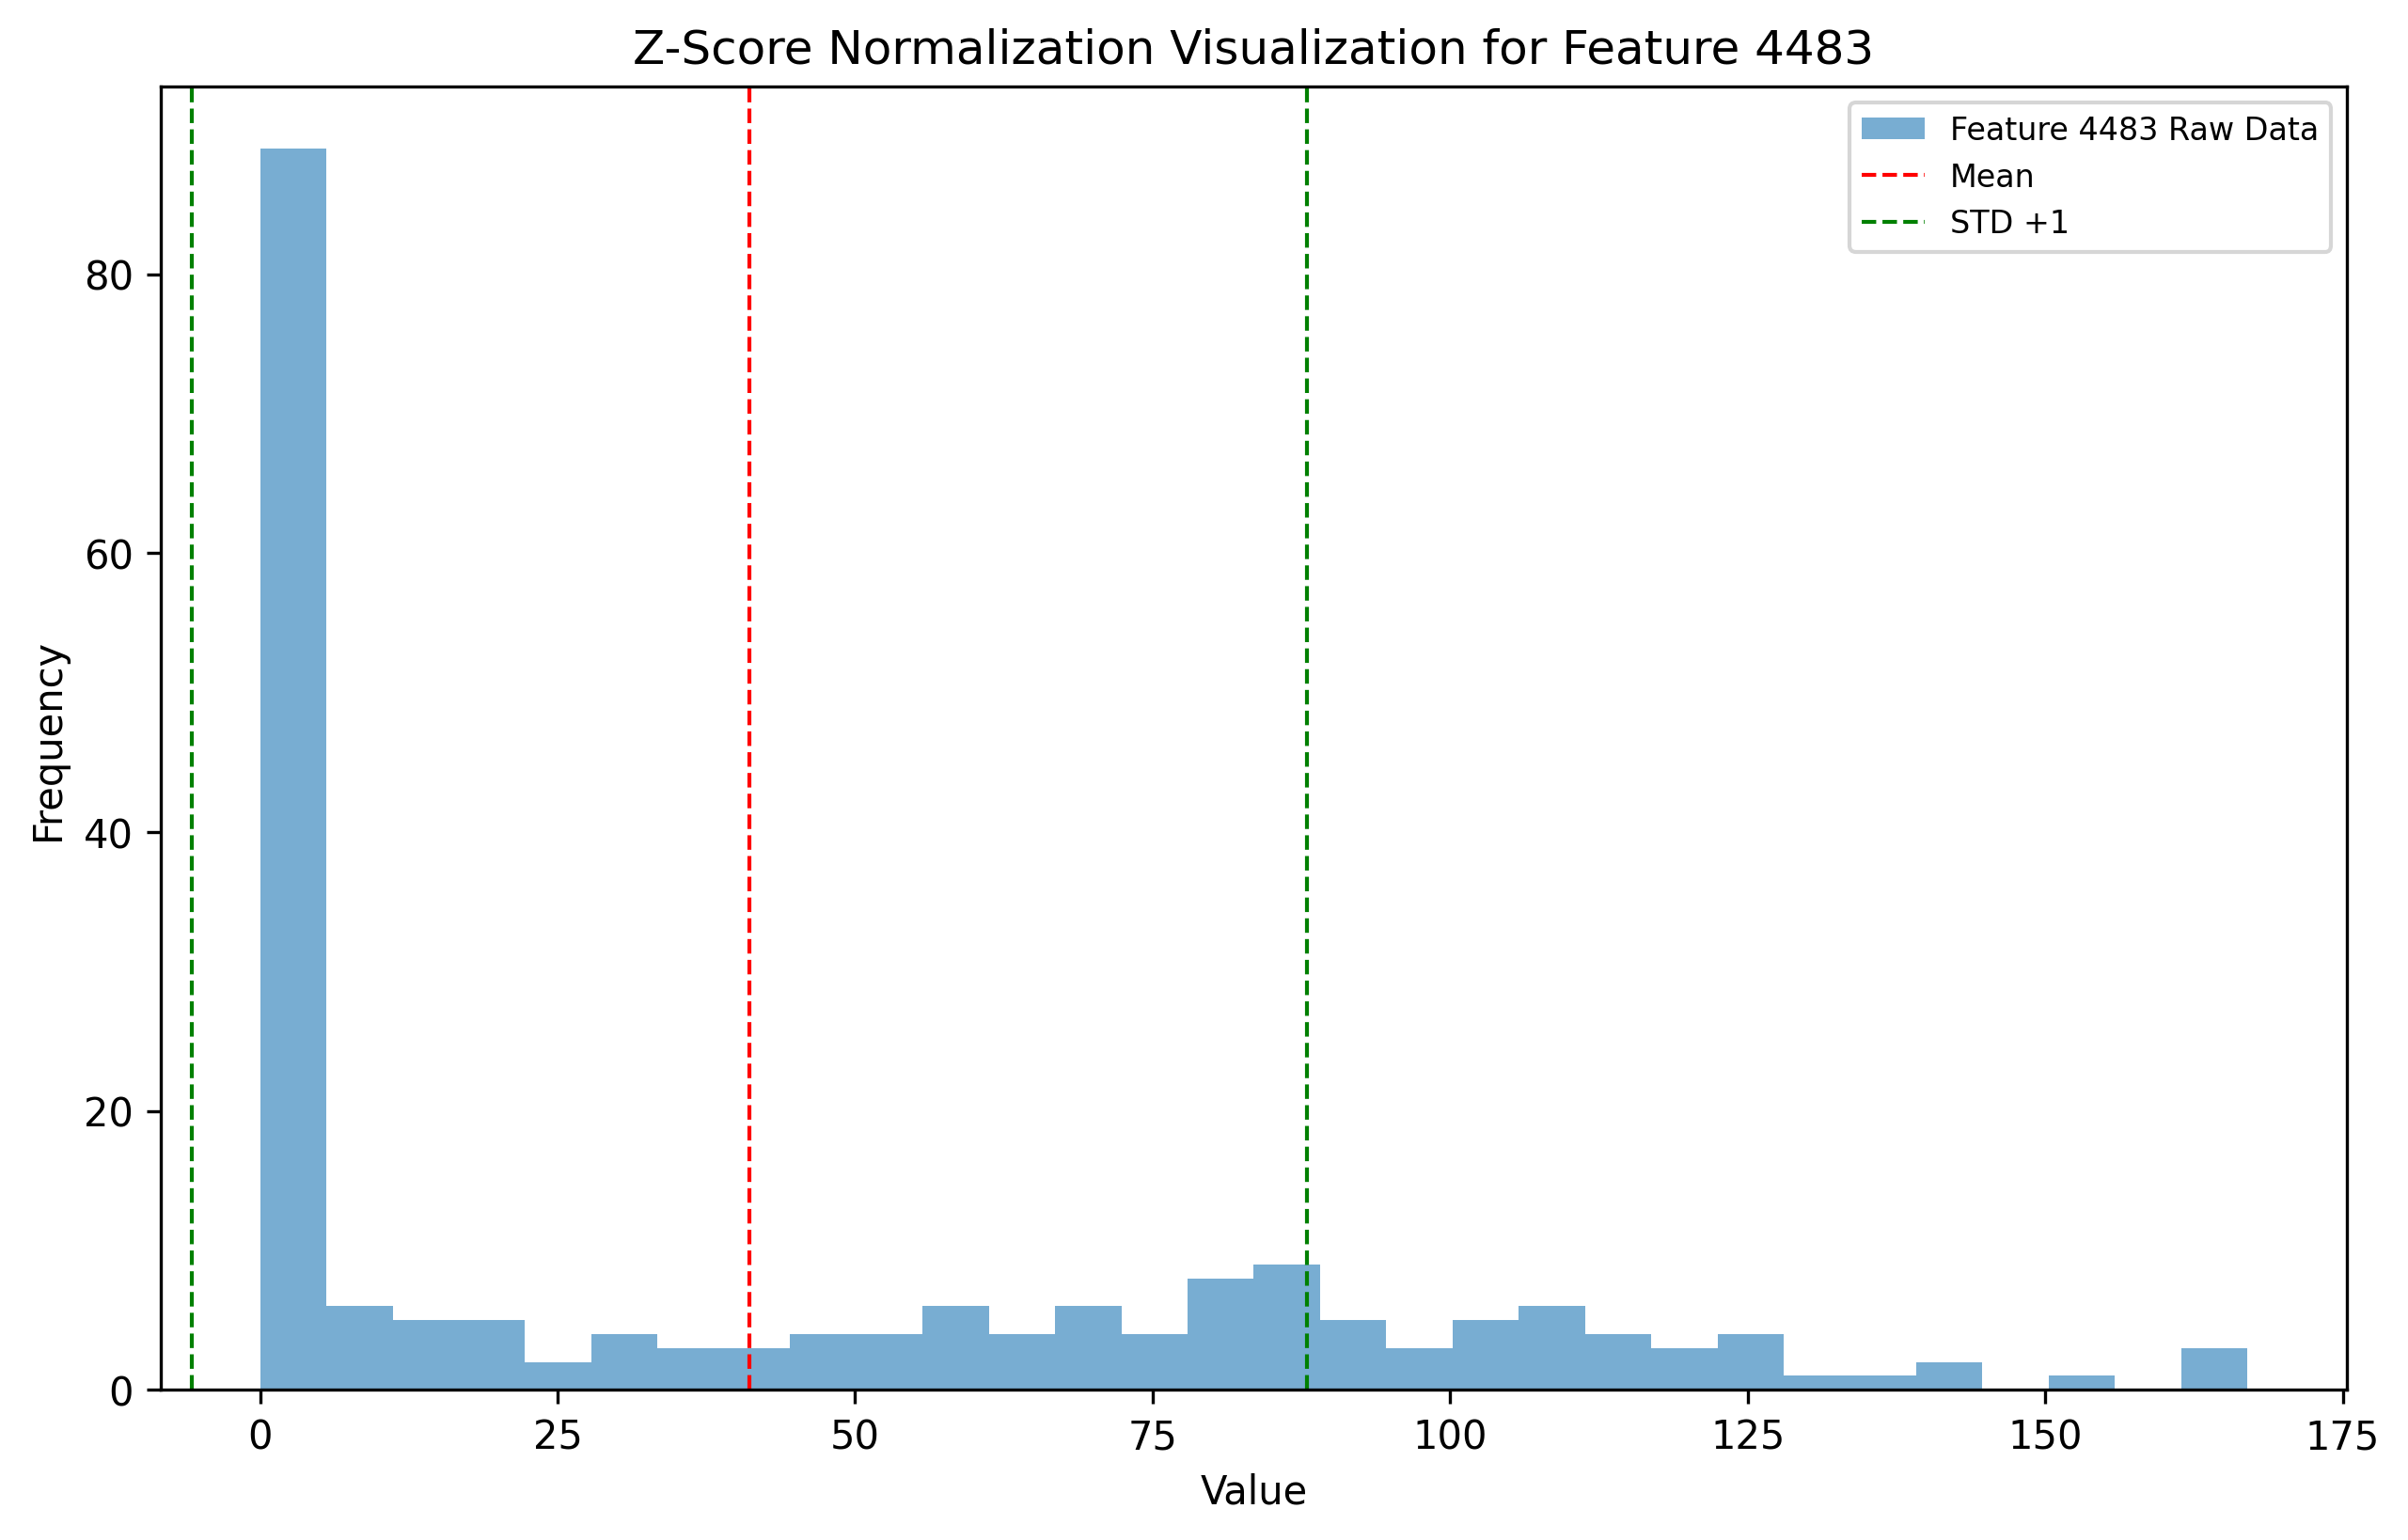 Z-Score Normalization Visualization for Feature 4483
Feature 4483 Raw Data
Mean
STD +1
Frequency
80
60
40
20
0
0 25 50 75 100 125 150 175
Value